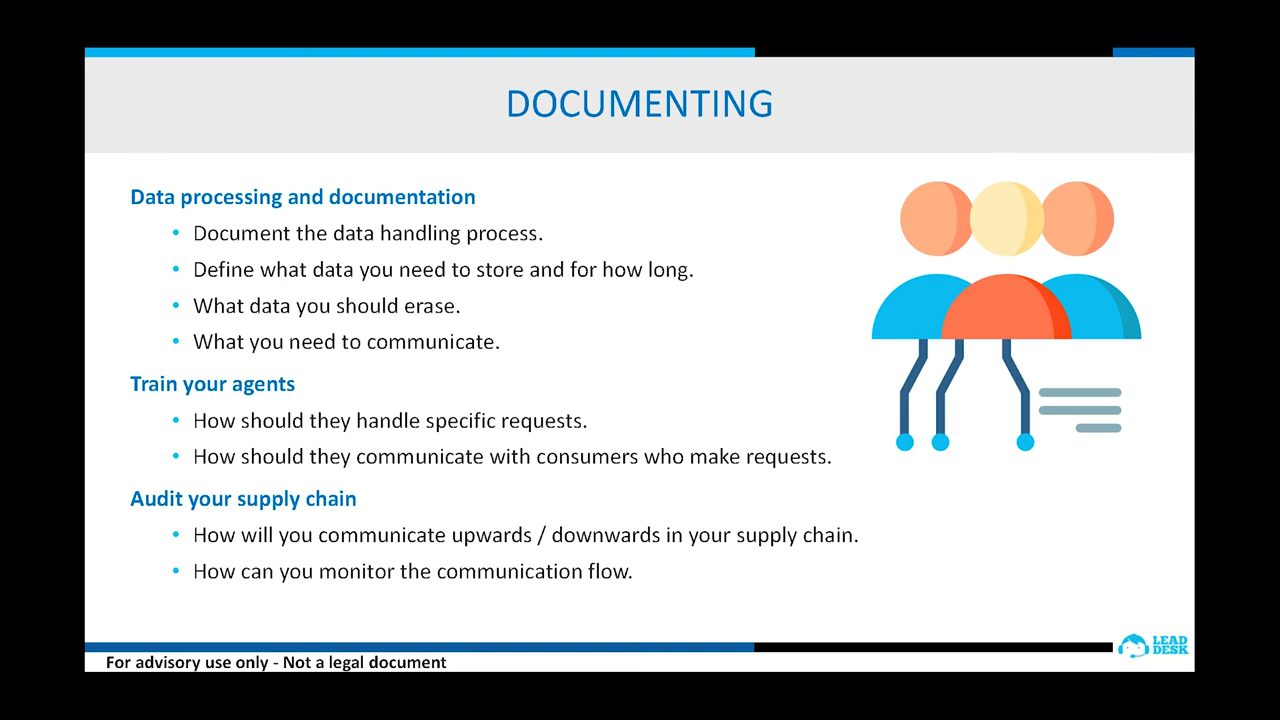 DOCUMENTING
Data processing and documentation
• Document the data handling process.
• Define what data you need to store and for how long.
• What data you should erase.
• What you need to communicate.
Train your agents
• How should they handle specific requests.
• How should they communicate with consumers who make requests.
Audit your supply chain
• How will you communicate upwards / downwards in your supply chain.
• How can you monitor the communication flow.
LEAD
DESK
For advisory use only - Not a legal document